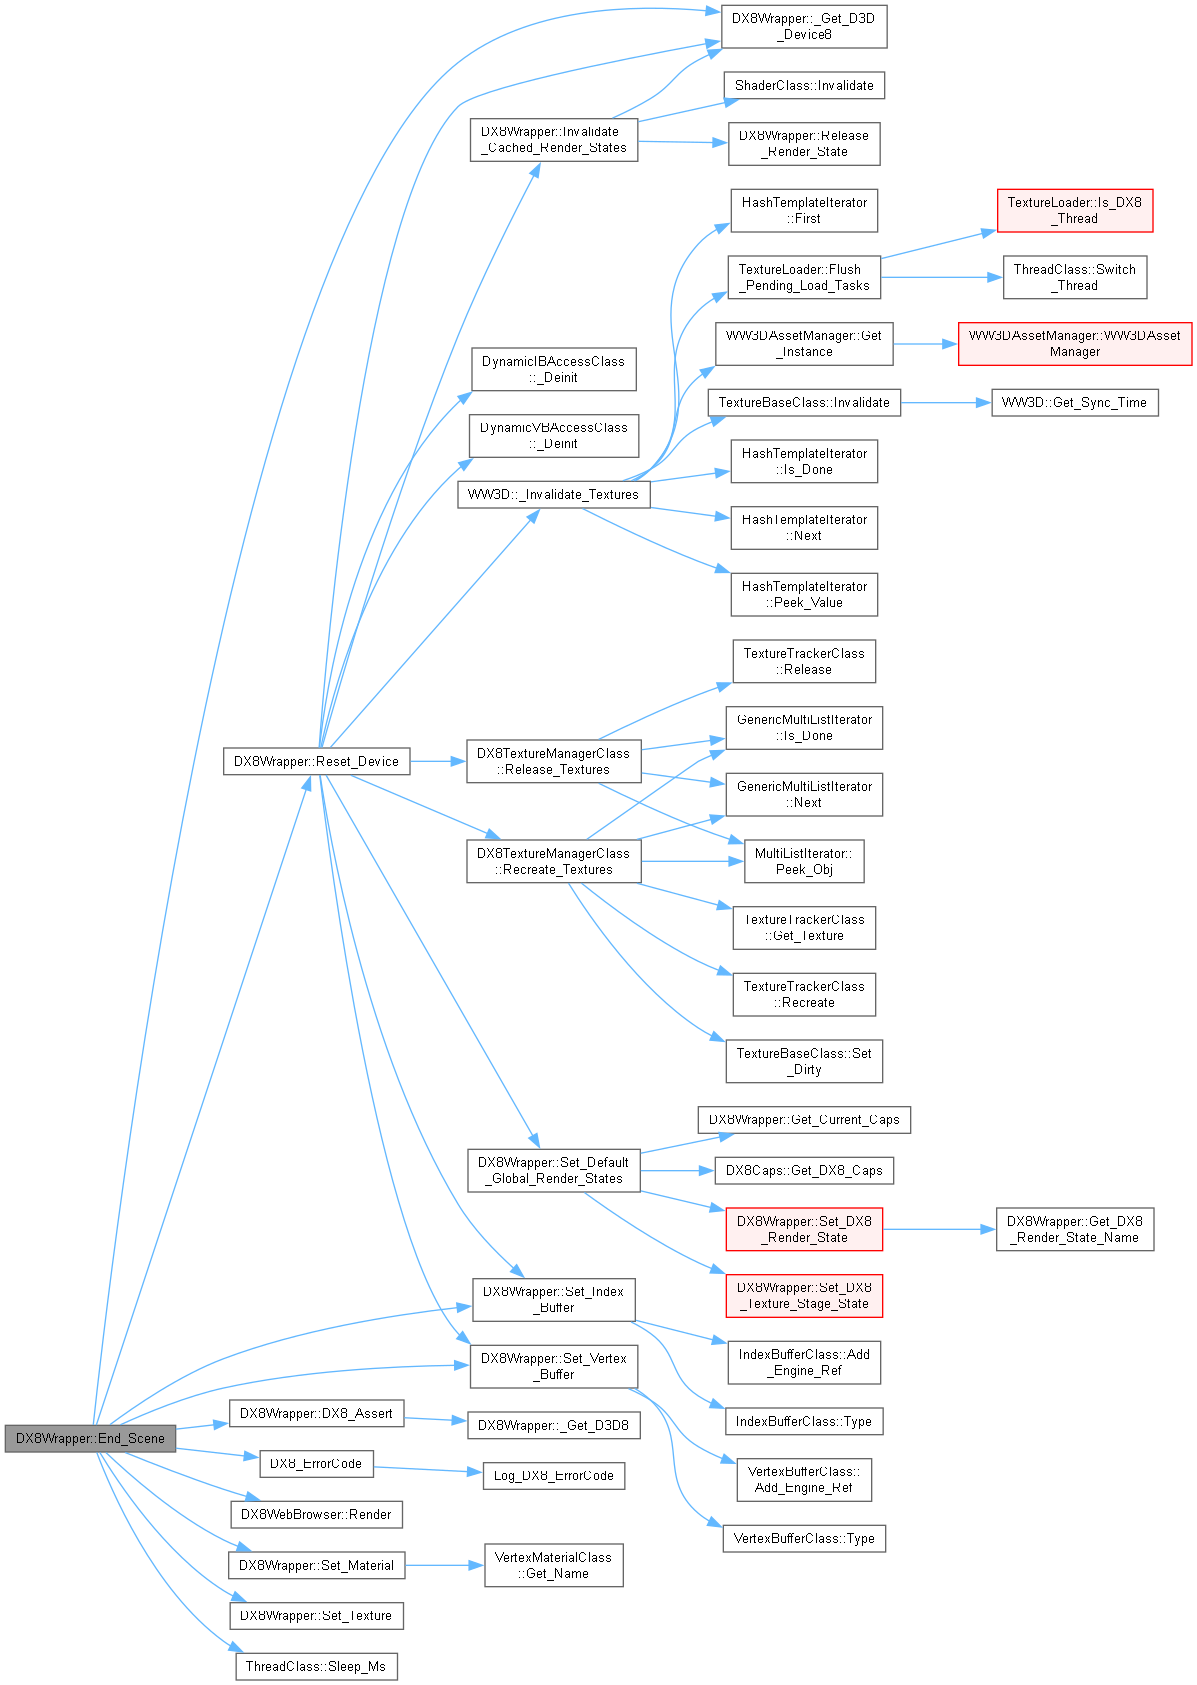 DX8Wrapper::_Get_D3D
_Device8
ShaderClass::Invalidate
DX8Wrapper::Invalidate
_Cached_Render_States
DX8Wrapper::Release
_Render_State
HashTemplateIterator
::First
TextureLoader::Is_DX8
_Thread
TextureLoader::Flush
_Pending_Load_Tasks
ThreadClass::Switch
_Thread
WW3DAssetManager::Get
_Instance
WW3DAssetManager::WW3DAsset
Manager
DynamicIBAccessClass
::_Deinit
TextureBaseClass::Invalidate
WW3D::Get_Sync_Time
DynamicVBAccessClass
::_Deinit
HashTemplateIterator
::Is_Done
WW3D::_Invalidate_Textures
HashTemplateIterator
::Next
HashTemplateIterator
::Peek_Value
TextureTrackerClass
::Release
GenericMultiListIterator
::Is_Done
DX8Wrapper::Reset_Device
DX8TextureManagerClass
::Release_Textures
GenericMultiListIterator
::Next
DX8TextureManagerClass
::Recreate_Textures
MultiListIterator::
Peek_Obj
TextureTrackerClass
::Get_Texture
TextureTrackerClass
::Recreate
TextureBaseClass::Set
_Dirty
DX8Wrapper::Get_Current_Caps
DX8Wrapper::Set_Default
_Global_Render_States
DX8Caps::Get_DX8_Caps
DX8Wrapper::Set_DX8
_Render_State
DX8Wrapper::Get_DX8
_Render_State_Name
DX8Wrapper::Set_DX8
_Texture_Stage_State
DX8Wrapper::Set_Index
_Buffer
IndexBufferClass::Add
_Engine_Ref
DX8Wrapper::Set_Vertex
_Buffer
IndexBufferClass::Type
DX8Wrapper::DX8_Assert
DX8Wrapper::_Get_D3D8
DX8Wrapper::End_Scene
DX8_ErrorCode
Log_DX8_ErrorCode
VertexBufferClass::
Add_Engine_Ref
DX8WebBrowser::Render
VertexBufferClass::Type
DX8Wrapper::Set_Material
VertexMaterialClass
::Get_Name
DX8Wrapper::Set_Texture
ThreadClass::Sleep_Ms